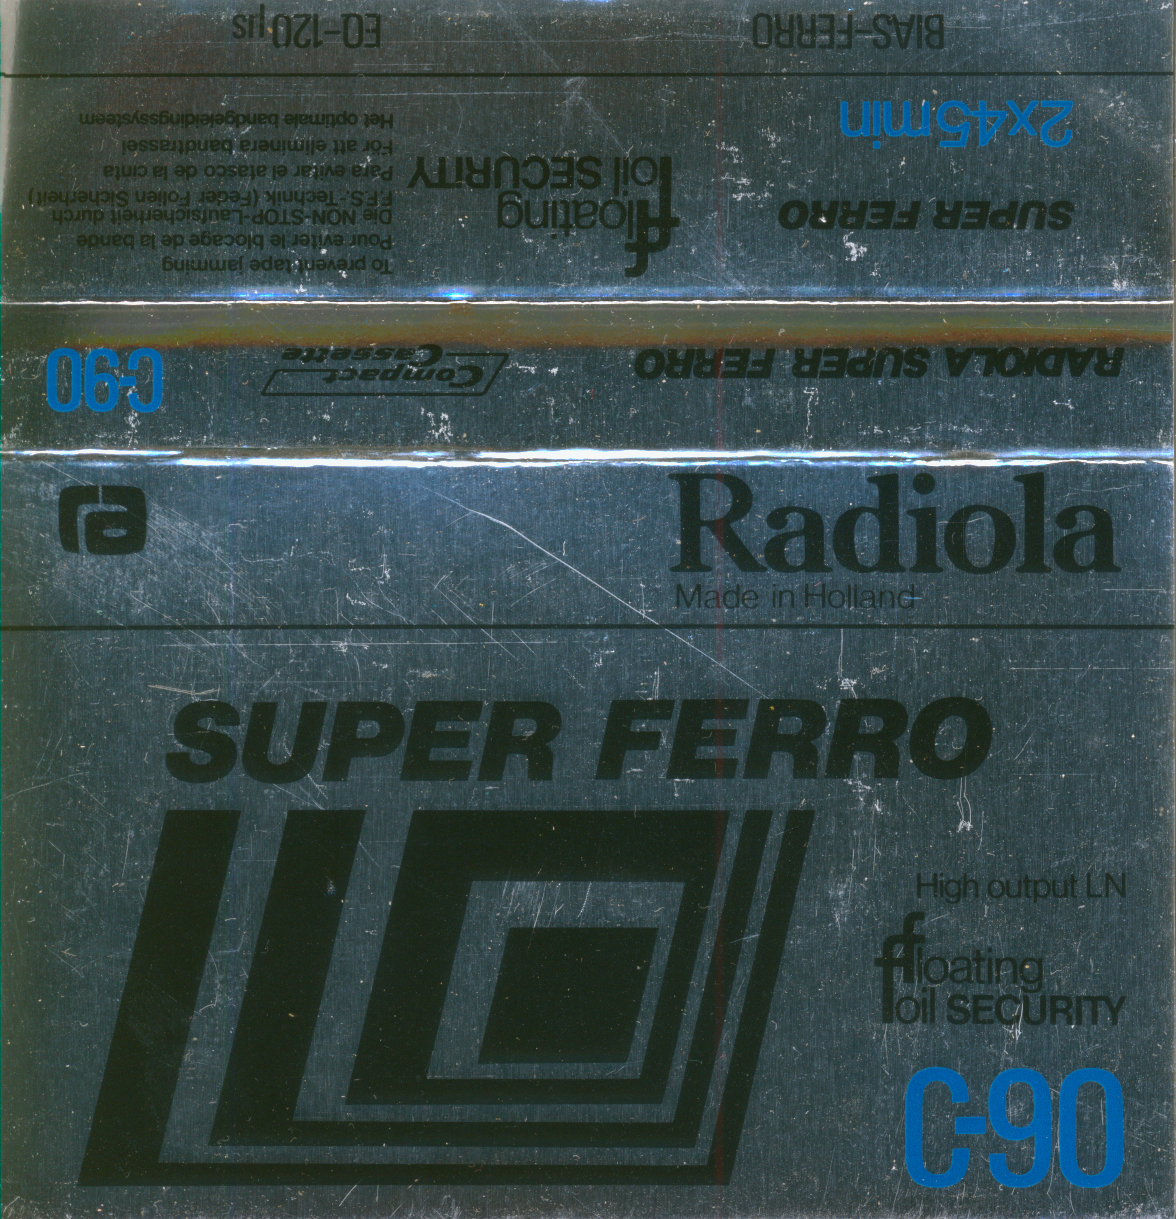 BIAS-FERRO
EQ-120µs
2x45min
SUPER FERRO
floating
foil SECURITY
To prevent tape jamming
Pour eviter le blocage de la bande
Die NON-STOP-Laufsicherheit durch
F.F.S.-Technik (Feder Folien Sicherheit)
Para evitar el atasco de la cinta
För att eliminera bandtrassel
Het optimale bandgeleidingssysteem
RADIOLA SUPER FERRO
Compact
Cassette
C-90
ra
Radiola
Made in Holland
SUPER FERRO
High output LN
floating
foil SECURITY
C-90